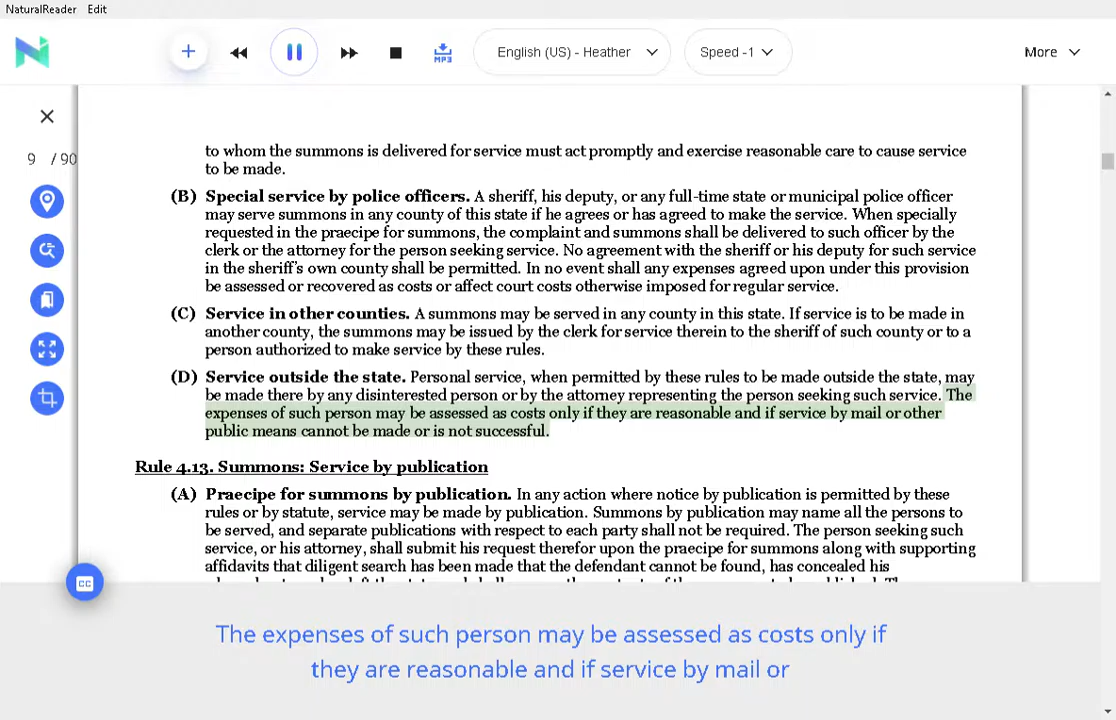 NaturalReader Edit
MP3
English (US) - Heather
Speed -1
More
9 / 90
to whom the summons is delivered for service must act promptly and exercise reasonable care to cause service
to be made.
(B) Special service by police officers. A sheriff, his deputy, or any full-time state or municipal police officer
may serve summons in any county of this state if he agrees or has agreed to make the service. When specially
requested in the praecipe for summons, the complaint and summons shall be delivered to such officer by the
clerk or the attorney for the person seeking service. No agreement with the sheriff or his deputy for such service
in the sheriff's own county shall be permitted. In no event shall any expenses agreed upon under this provision
be assessed or recovered as costs or affect court costs otherwise imposed for regular service.
(C) Service in other counties. A summons may be served in any county in this state. If service is to be made in
another county, the summons may be issued by the clerk for service therein to the sheriff of such county or to a
person authorized to make service by these rules.
(D) Service outside the state. Personal service, when permitted by these rules to be made outside the state, may
be made there by any disinterested person or by the attorney representing the person seeking such service. The
expenses of such person may be assessed as costs only if they are reasonable and if service by mail or other
public means cannot be made or is not successful.
Rule 4.13. Summons: Service by publication
(A) Praecipe for summons by publication. In any action where notice by publication is permitted by these
rules or by statute, service may be made by publication. Summons by publication may name all the persons to
be served, and separate publications with respect to each party shall not be required. The person seeking such
service, or his attorney, shall submit his request therefor upon the praecipe for summons along with supporting
affidavits that diligent search has been made that the defendant cannot be found, has concealed his
CC
The expenses of such person may be assessed as costs only if
they are reasonable and if service by mail or